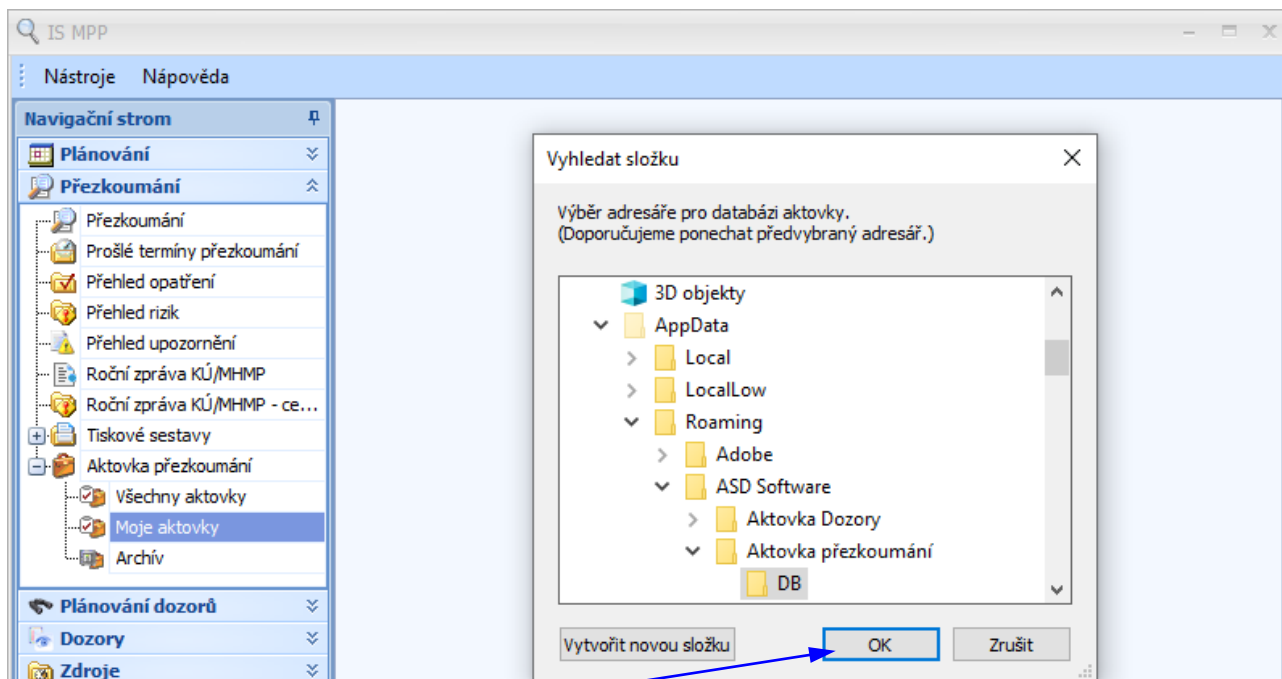 IS MPP
Nástroje Nápověda
Navigační strom
Plánování
Přezkoumání
Přezkoumání
Prošlé termíny přezkoumání
Přehled opatření
Přehled rizik
Přehled upozornění
Roční zpráva KÚ/MHMP
Roční zpráva KÚ/MHMP - ce...
Tiskové sestavy
Aktovka přezkoumání
Všechny aktovky
Moje aktovky
Archív
Plánování dozorů
Dozory
Zdroje
Vyhledat složku
Výběr adresáře pro databázi aktovky.
(Doporučujeme ponechat předvybraný adresář.)
3D objekty
AppData
Local
LocalLow
Roaming
Adobe
ASD Software
Aktovka Dozory
Aktovka přezkoumání
DB
Vytvořit novou složku OK Zrušit